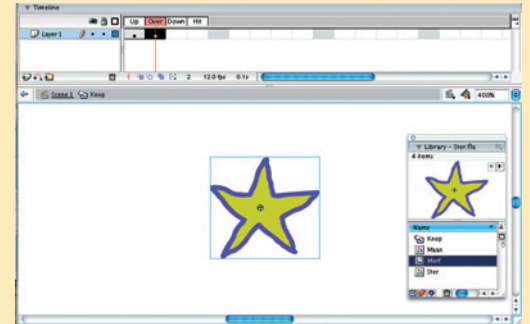 Timeline
Up Over Down Hit
Layer 1
2 12.0 fps 0.1s
Scene 1 Knop
400%
Library - Ster.fla
4 items
Name
Knop
Maan
Morf
Ster